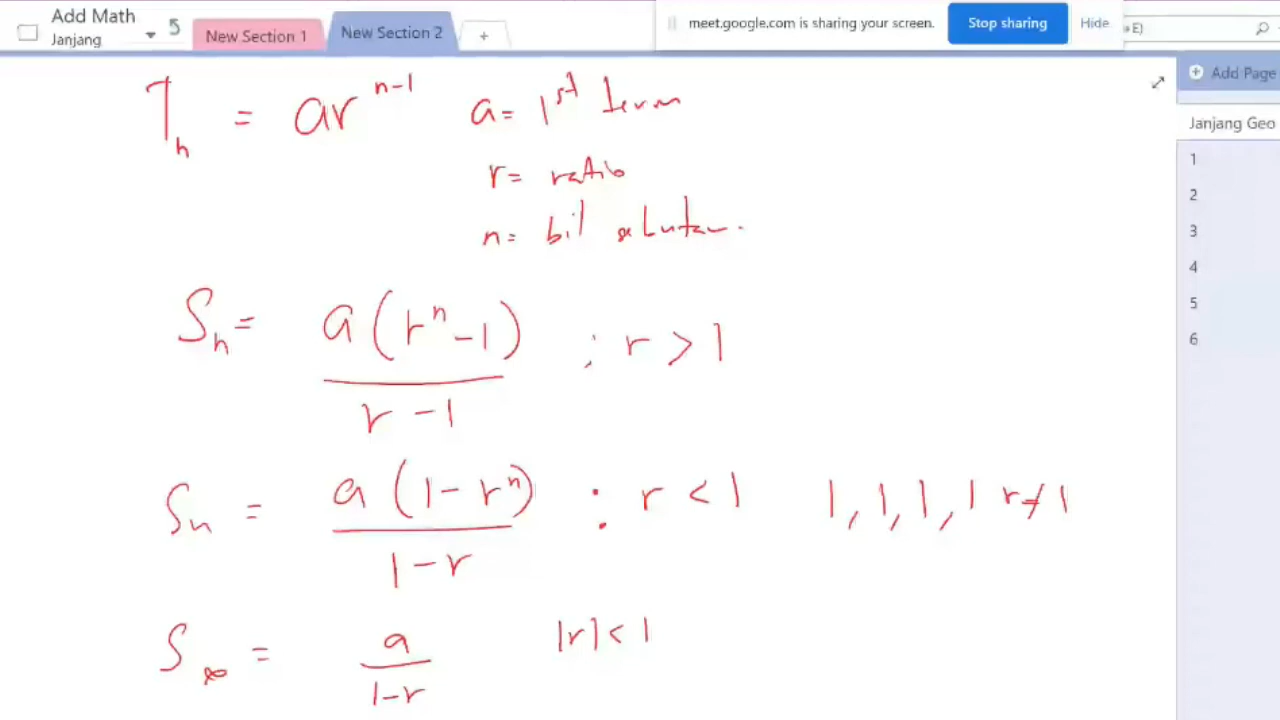 Add Math
Janjang
New Section 1
New Section 2
+
meet.google.com is sharing your screen.
Stop sharing
Hide
E)
Add Page
Tn = ar^(n-1) a= 1st term
r= ratio
n= bil sebutan.
Janjang Geo
1
2
3
4
5
6
Sn = a(r^n - 1) / (r - 1) ; r > 1
Sn = a(1 - r^n) / (1 - r) : r < 1 1, 1, 1, 1 r ≠ 1
S∞ = a / (1-r) |r| < 1